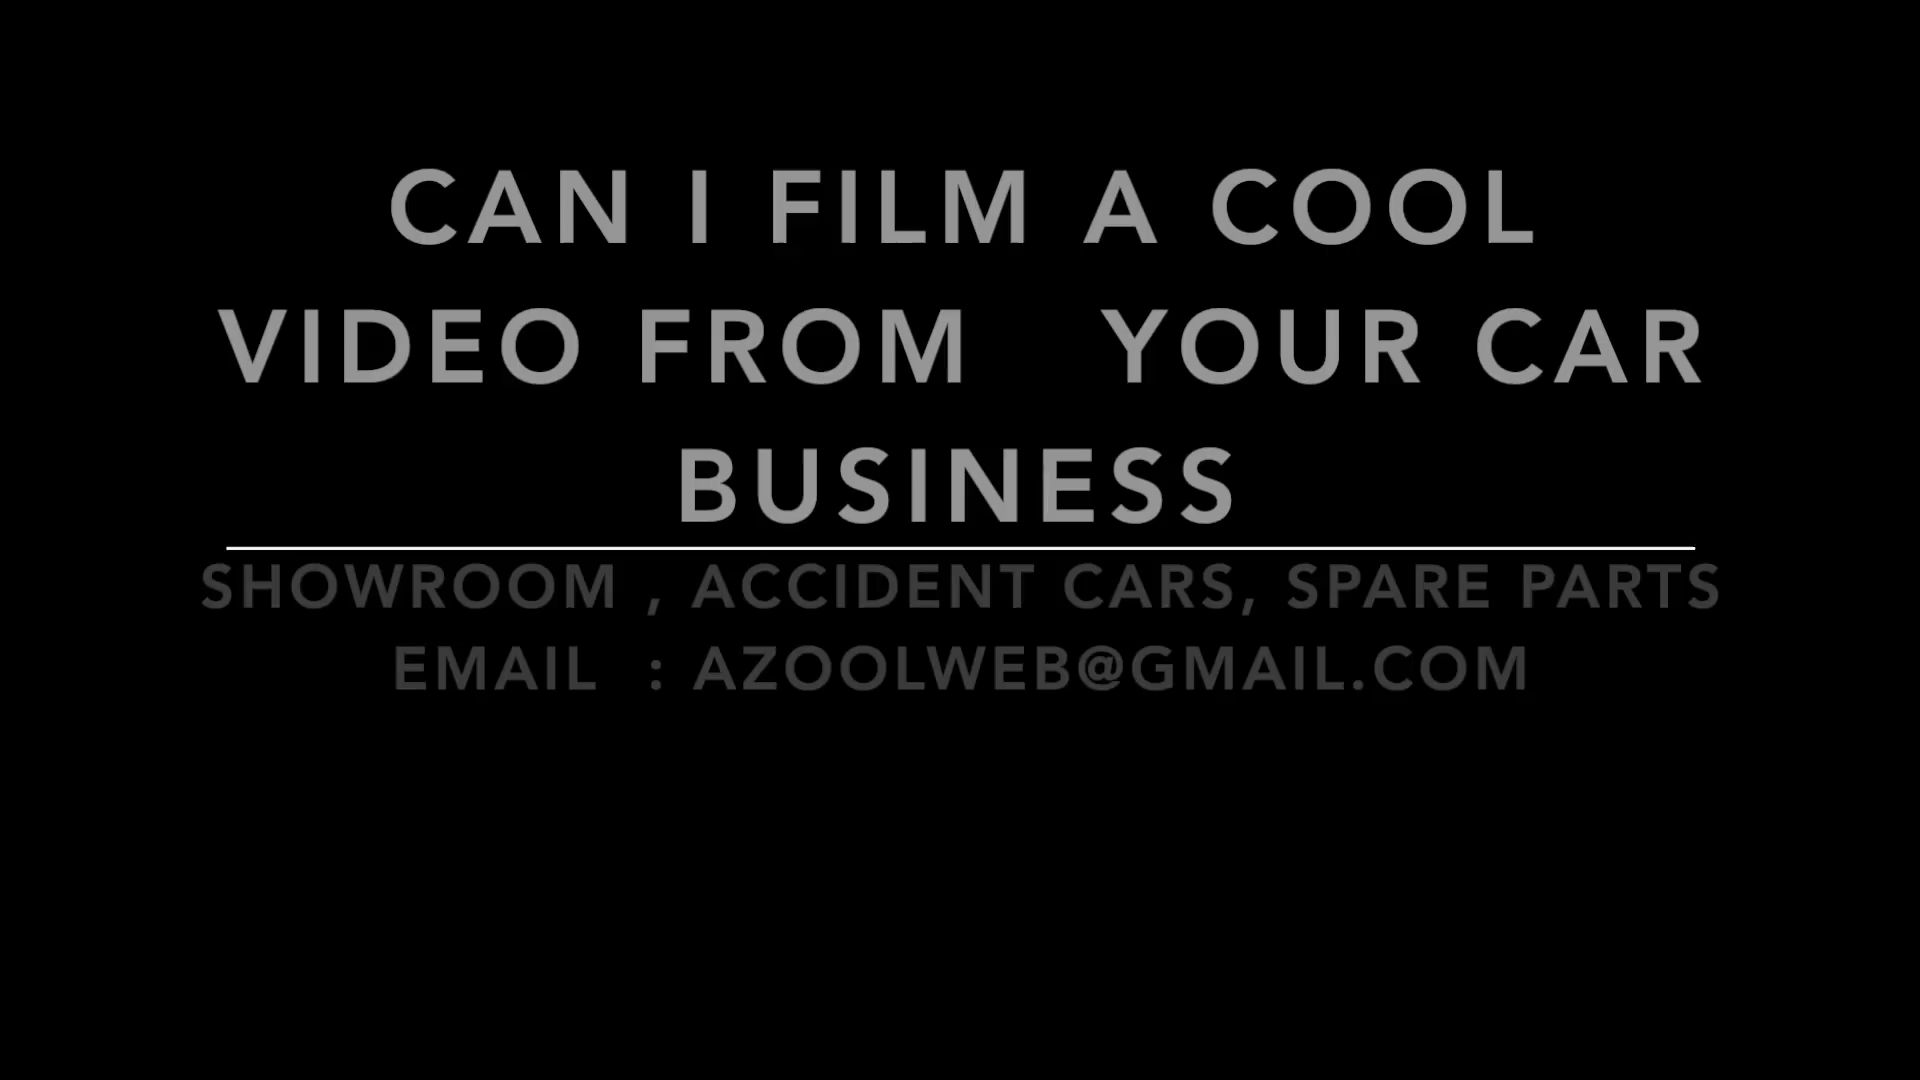 CAN I FILM A COOL
VIDEO FROM YOUR CAR
BUSINESS
SHOWROOM , ACCIDENT CARS, SPARE PARTS
EMAIL : AZOOLWEB@GMAIL.COM